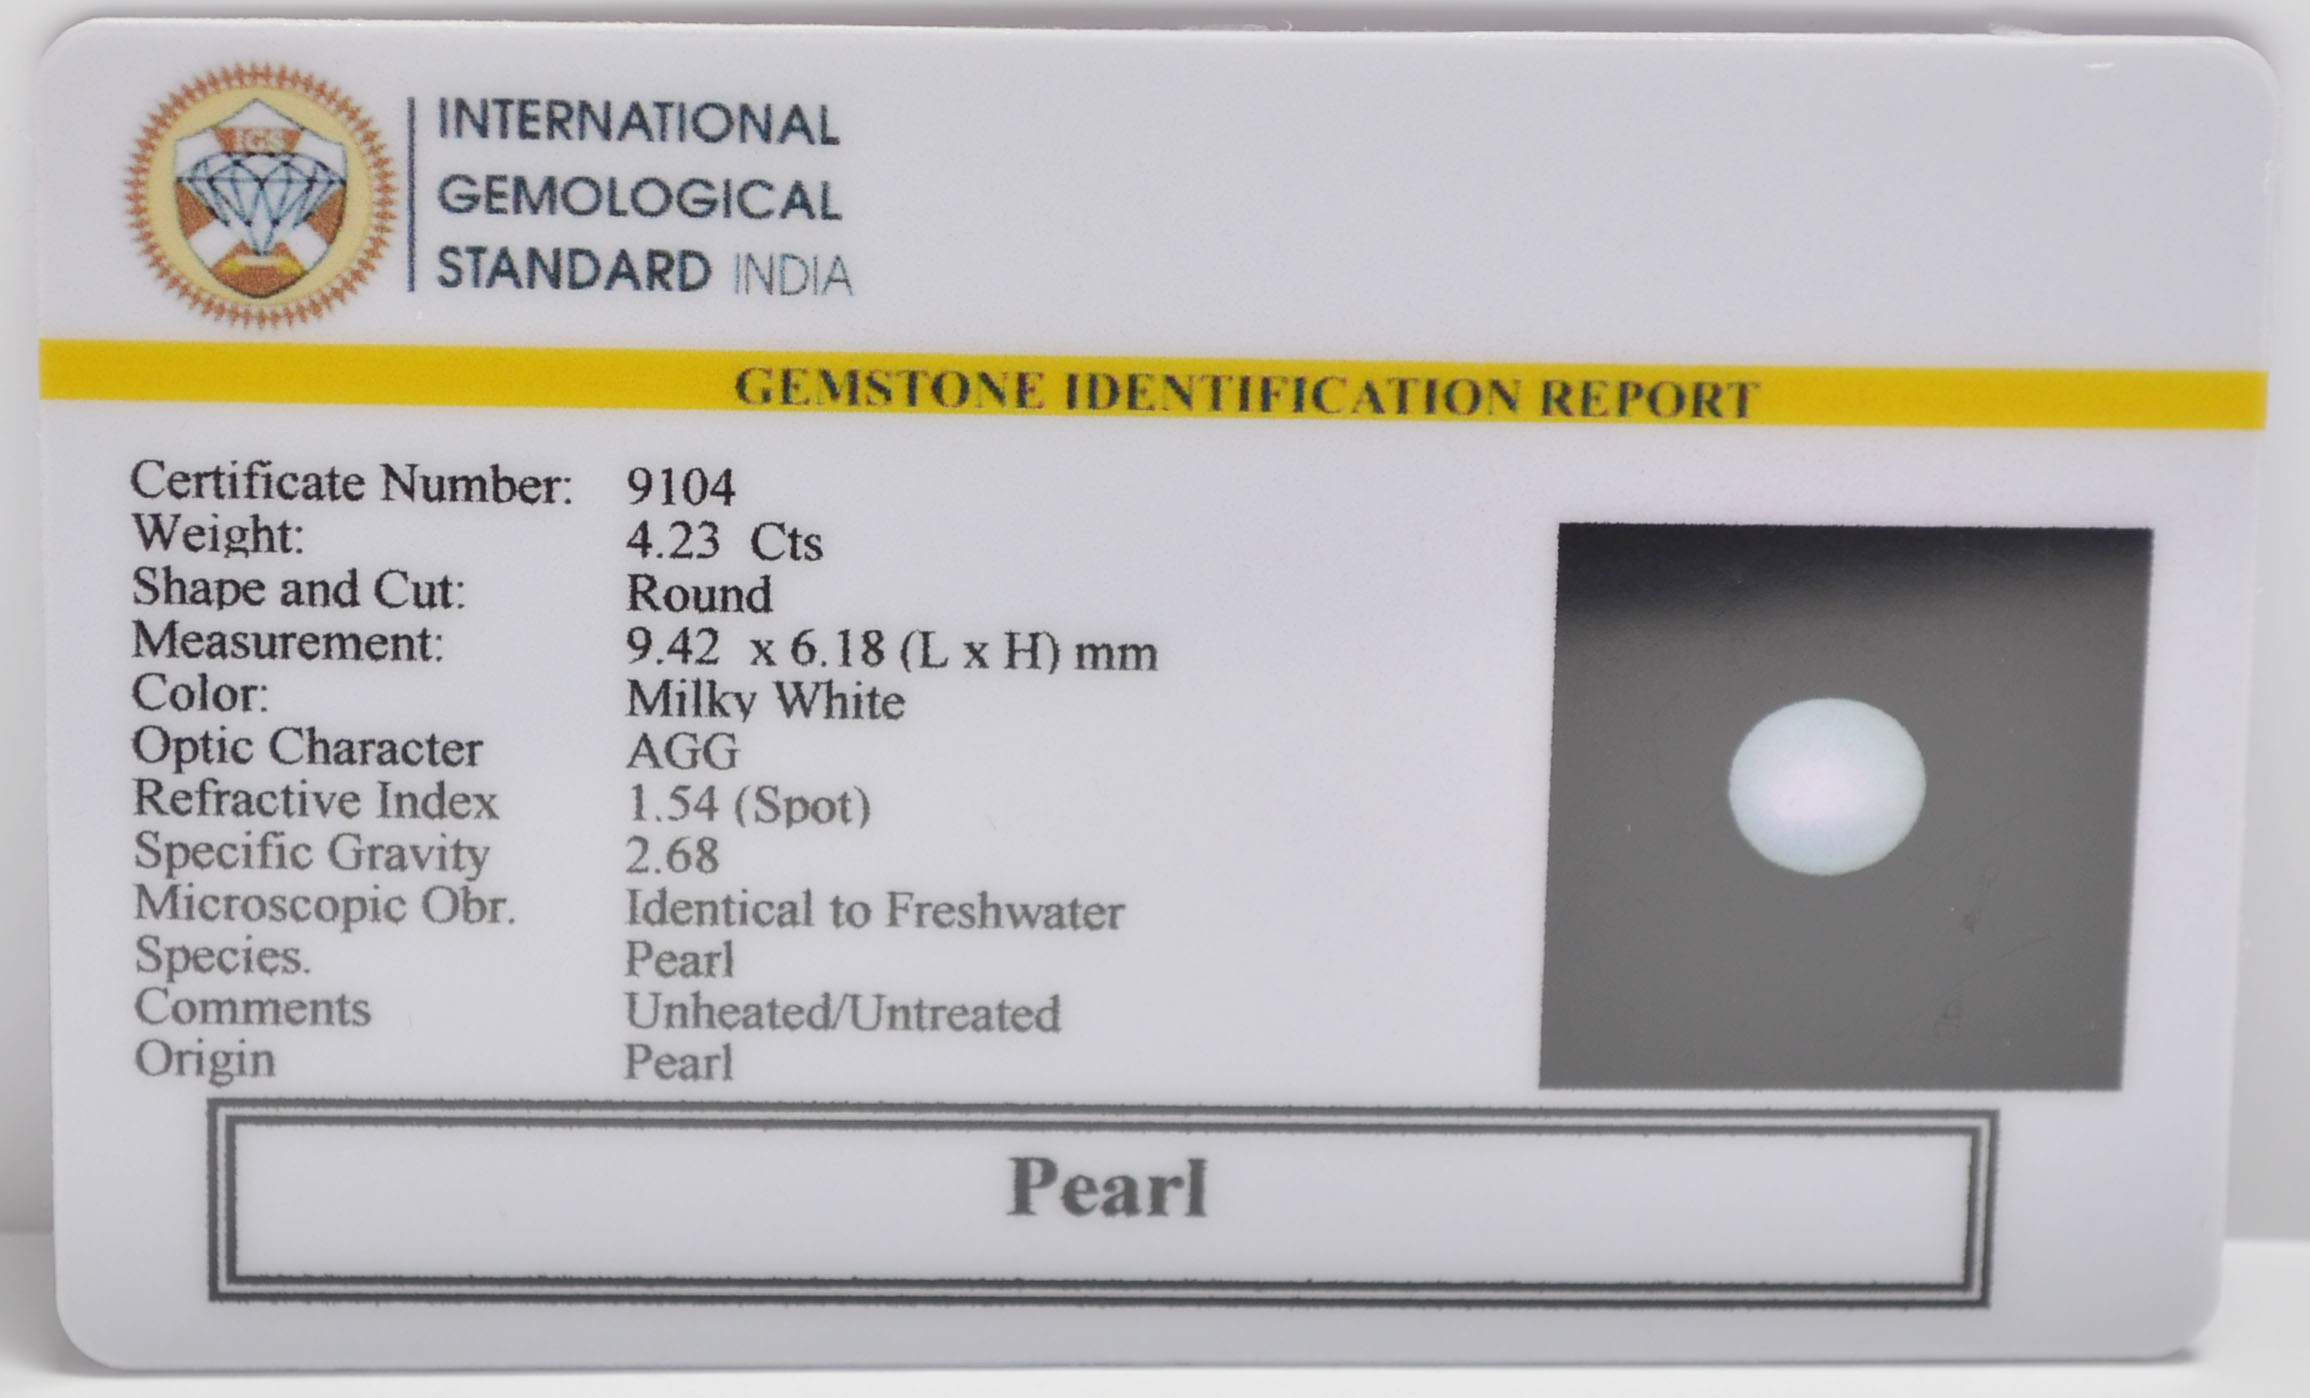 IGS
INTERNATIONAL
GEMOLOGICAL
STANDARD INDIA
GEMSTONE IDENTIFICATION REPORT
Certificate Number: 9104
Weight: 4.23 Cts
Shape and Cut: Round
Measurement: 9.42 x 6.18 (L x H) mm
Color: Milky White
Optic Character AGG
Refractive Index 1.54 (Spot)
Specific Gravity 2.68
Microscopic Obr. Identical to Freshwater
Species. Pearl
Comments Unheated/Untreated
Origin Pearl
Pearl